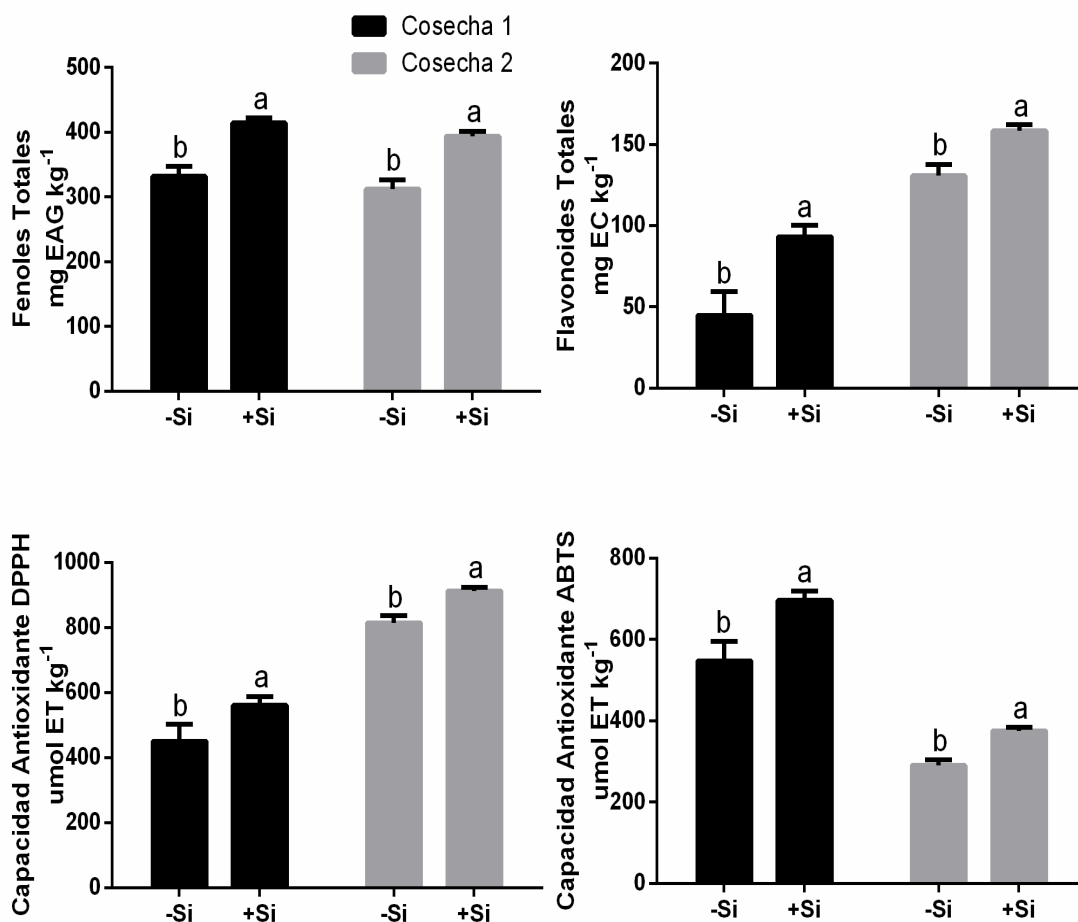 Cosecha 1
Cosecha 2
Fenoles Totales
mg EAG kg-1
500
400
300
200
100
0
b
a
b
a
-Si
+Si
-Si
+Si
Flavonoides Totales
mg EC kg-1
200
150
100
50
0
b
a
b
a
-Si
+Si
-Si
+Si
Capacidad Antioxidante DPPH
umol ET kg-1
1000
800
600
400
200
0
b
a
b
a
-Si
+Si
-Si
+Si
Capacidad Antioxidante ABTS
umol ET kg-1
800
600
400
200
0
b
a
b
a
-Si
+Si
-Si
+Si